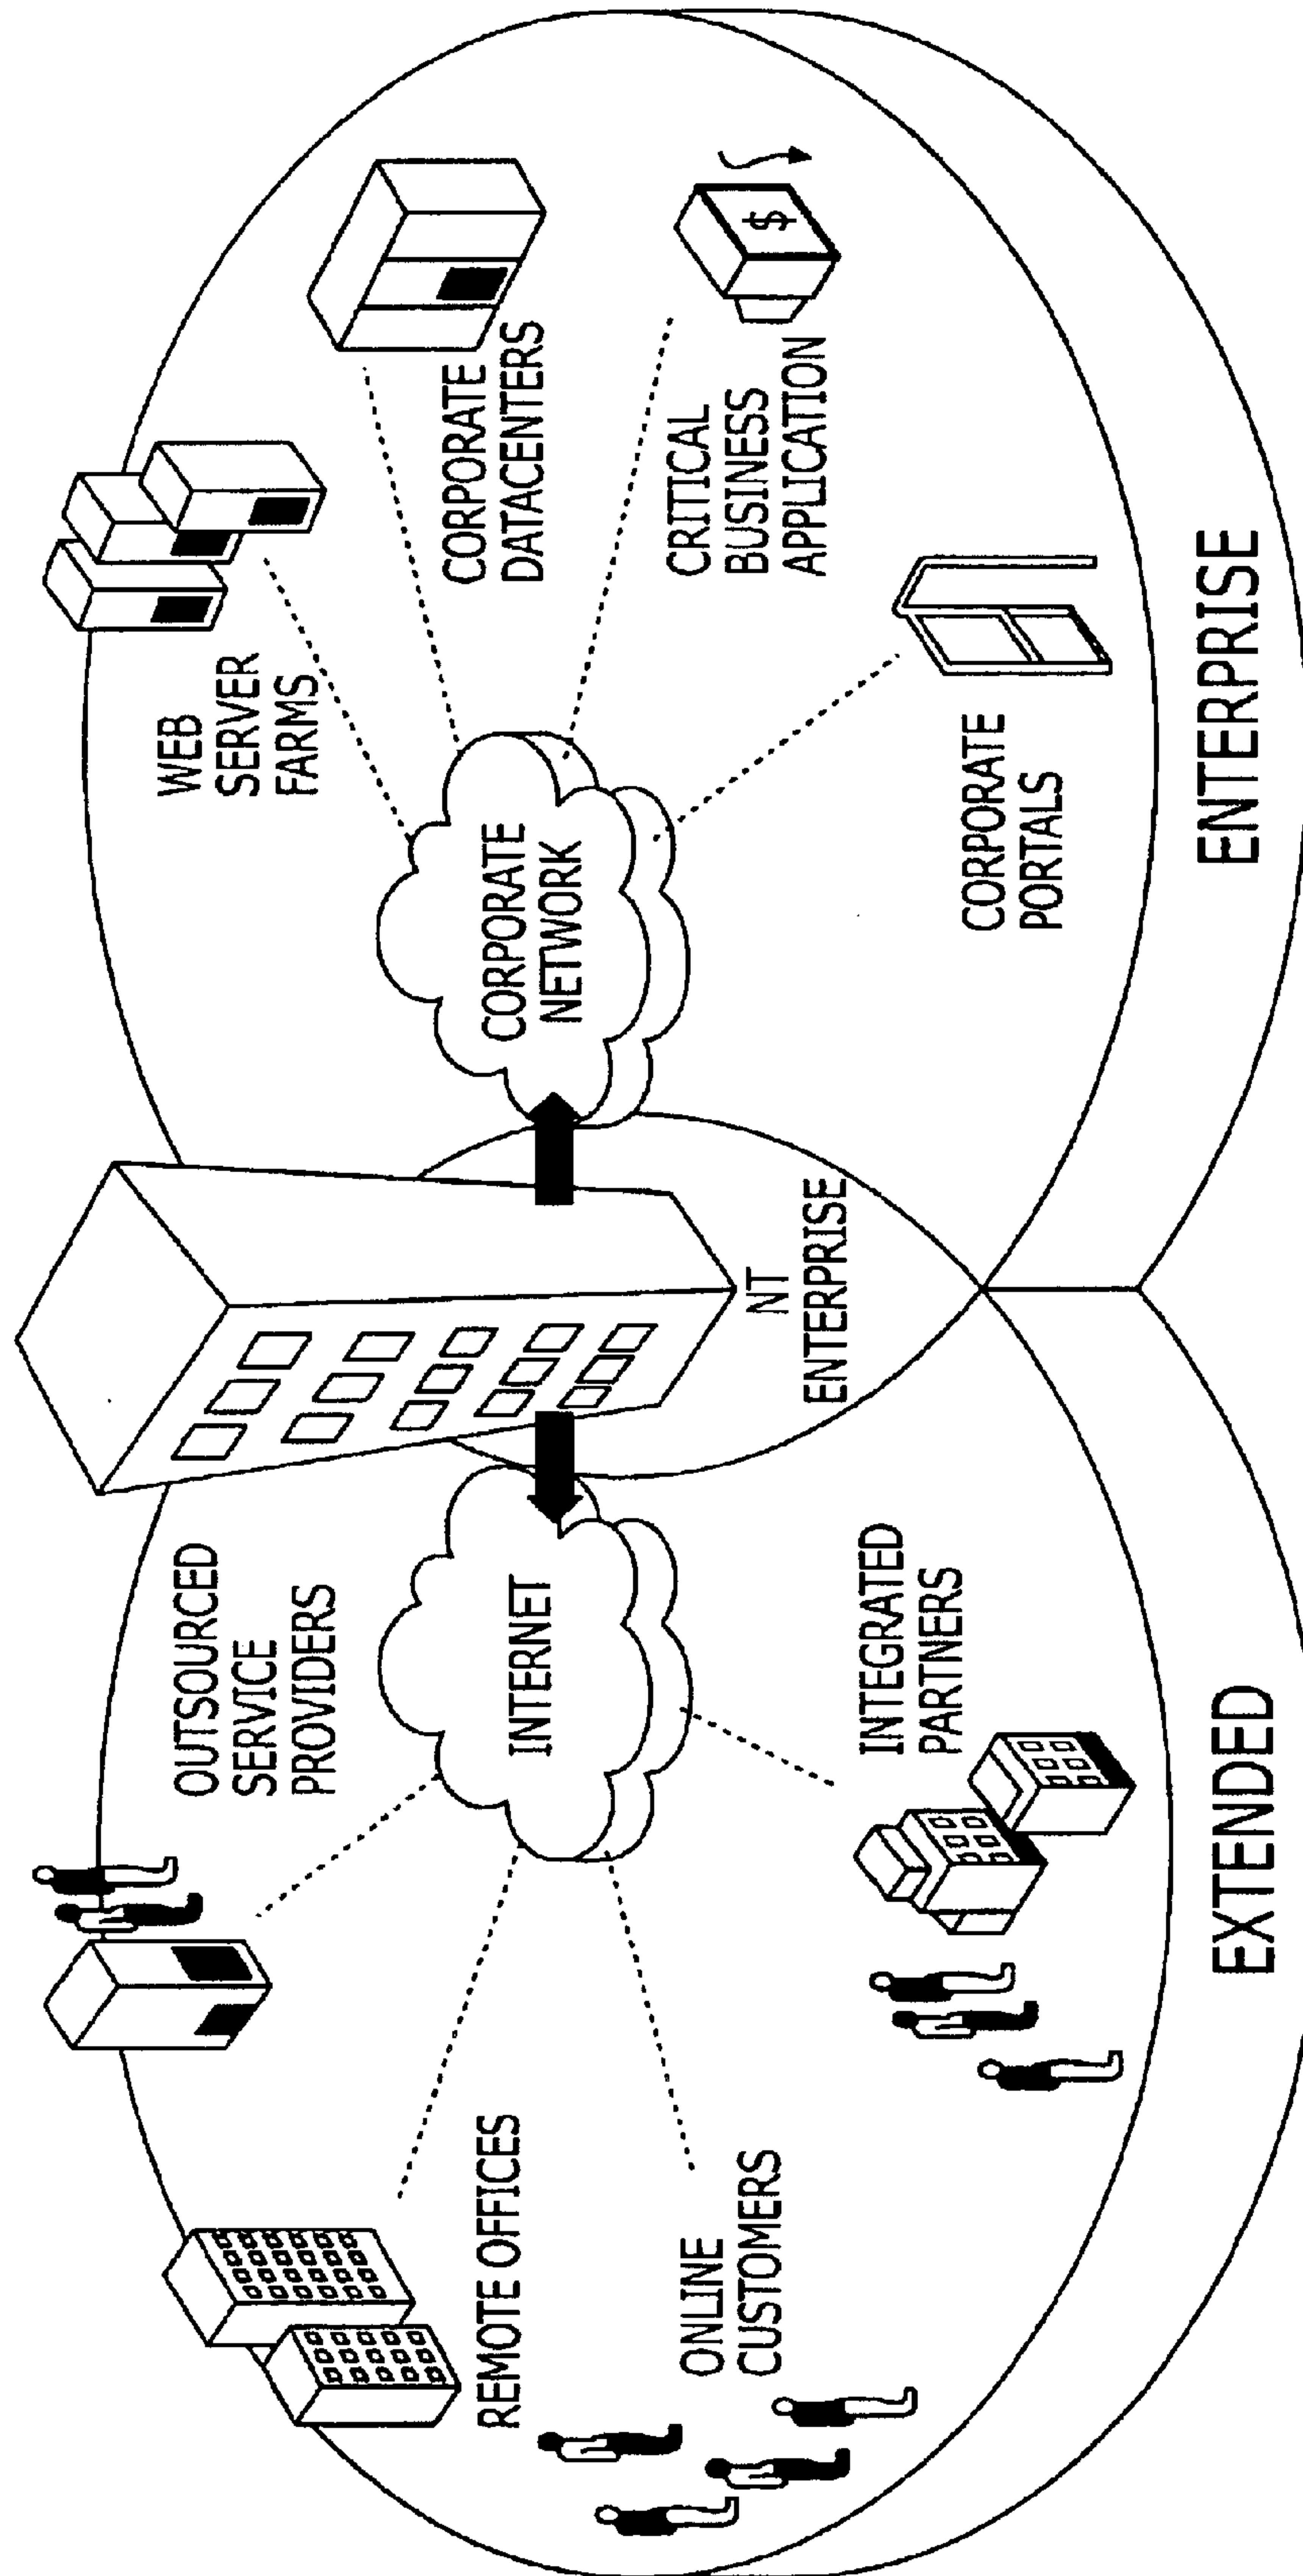 OUTSOURCED
SERVICE
PROVIDERS
REMOTE OFFICES
INTERNET
ONLINE
CUSTOMERS
INTEGRATED
PARTNERS
EXTENDED
NT
ENTERPRISE
WEB
SERVER
FARMS
CORPORATE
NETWORK
CORPORATE
DATACENTERS
CRITICAL
BUSINESS
APPLICATION
$
CORPORATE
PORTALS
ENTERPRISE